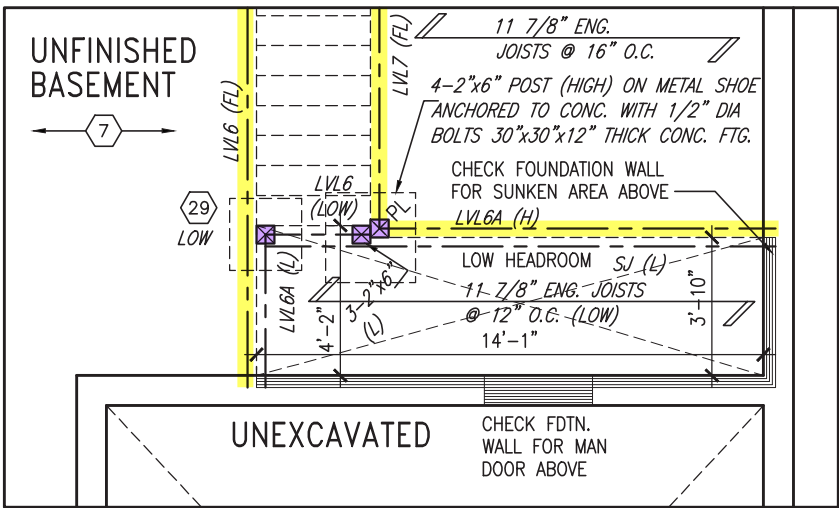 UNFINISHED
BASEMENT
7
LVL6 (FL)
LVL7 (FL)
11 7/8" ENG.
JOISTS @ 16" O.C.
4-2"x6" POST (HIGH) ON METAL SHOE
ANCHORED TO CONC. WITH 1/2" DIA
BOLTS 30"x30"x12" THICK CONC. FTG.
CHECK FOUNDATION WALL
FOR SUNKEN AREA ABOVE
29
LOW
LVL6
(LOW)
PL
LVL6A (H)
LVL6A (L)
LOW HEADROOM
SJ (L)
3-2"x6"
(L)
11 7/8" ENG. JOISTS
@ 12" O.C. (LOW)
4'-2"
3'-10"
14'-1"
UNEXCAVATED
CHECK FDTN.
WALL FOR MAN
DOOR ABOVE